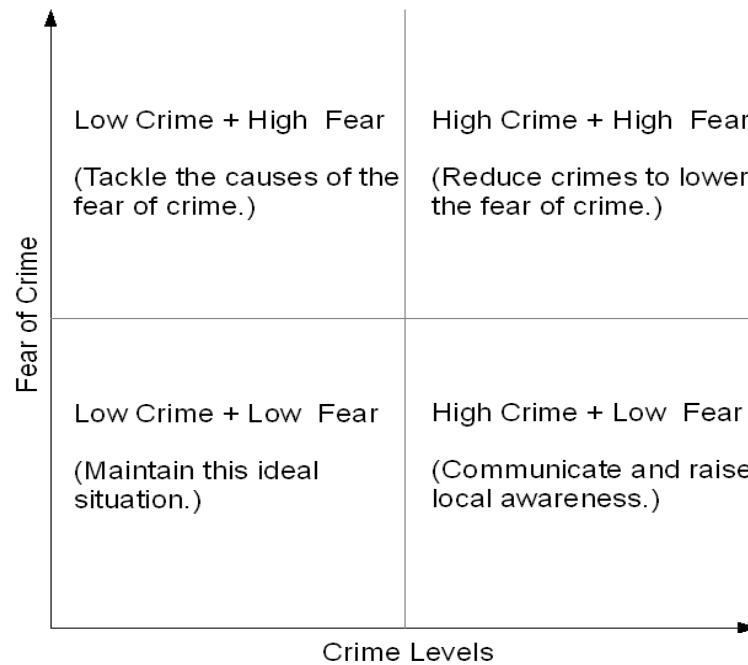 Low Crime + High Fear
(Tackle the causes of the
fear of crime.)
High Crime + High Fear
(Reduce crimes to lower
the fear of crime.)
Fear of Crime
Low Crime + Low Fear
(Maintain this ideal
situation.)
High Crime + Low Fear
(Communicate and raise
local awareness.)
Crime Levels